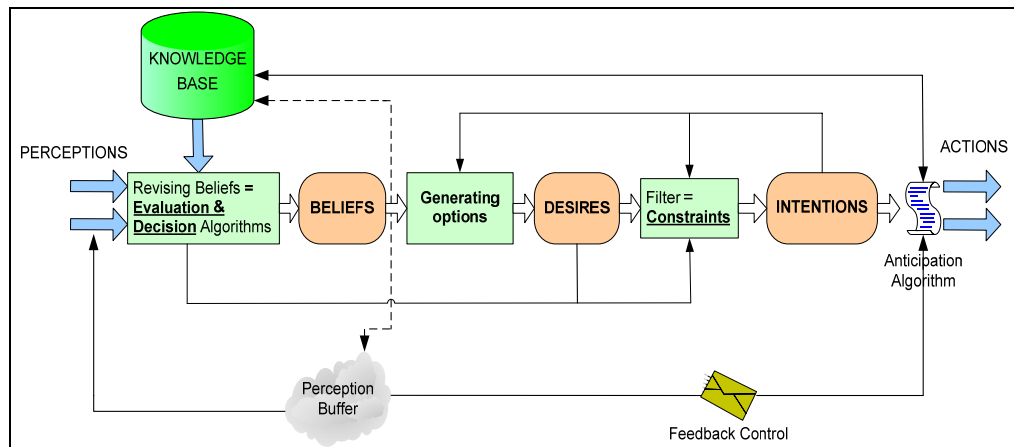 KNOWLEDGE
BASE
PERCEPTIONS
ACTIONS
Revising Beliefs =
Evaluation &
Decision Algorithms
BELIEFS
Generating
options
DESIRES
Filter =
Constraints
INTENTIONS
Anticipation
Algorithm
Perception
Buffer
Feedback Control